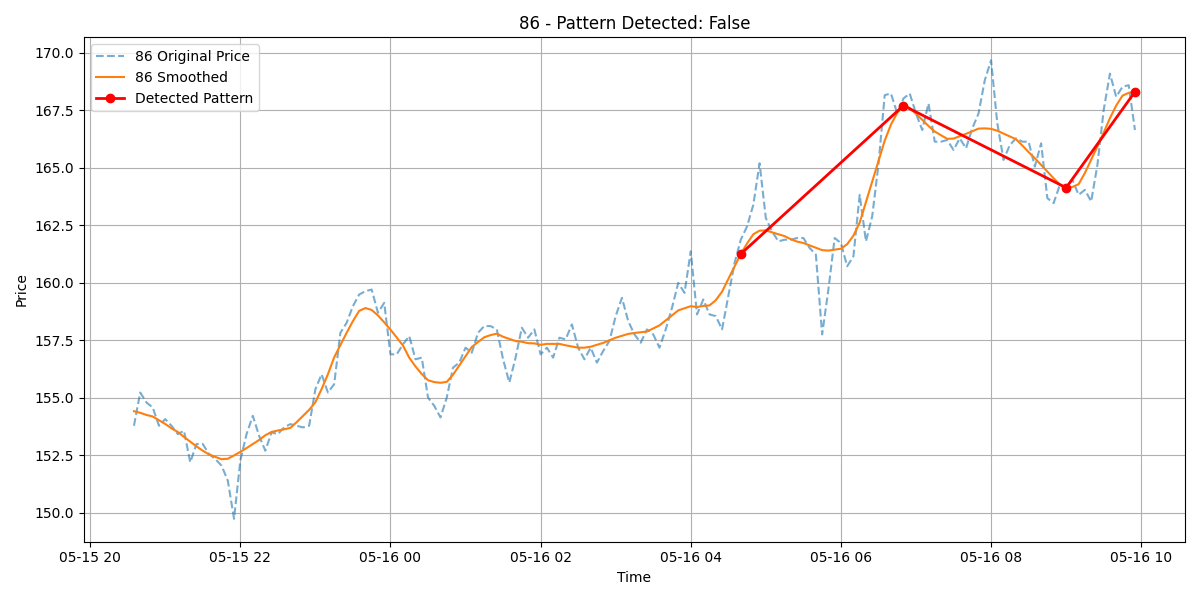 86 - Pattern Detected: False
86 Original Price
86 Smoothed
Detected Pattern
170.0
167.5
165.0
162.5
160.0
157.5
155.0
152.5
150.0
Price
05-15 20 05-15 22 05-16 00 05-16 02 05-16 04 05-16 06 05-16 08 05-16 10
Time